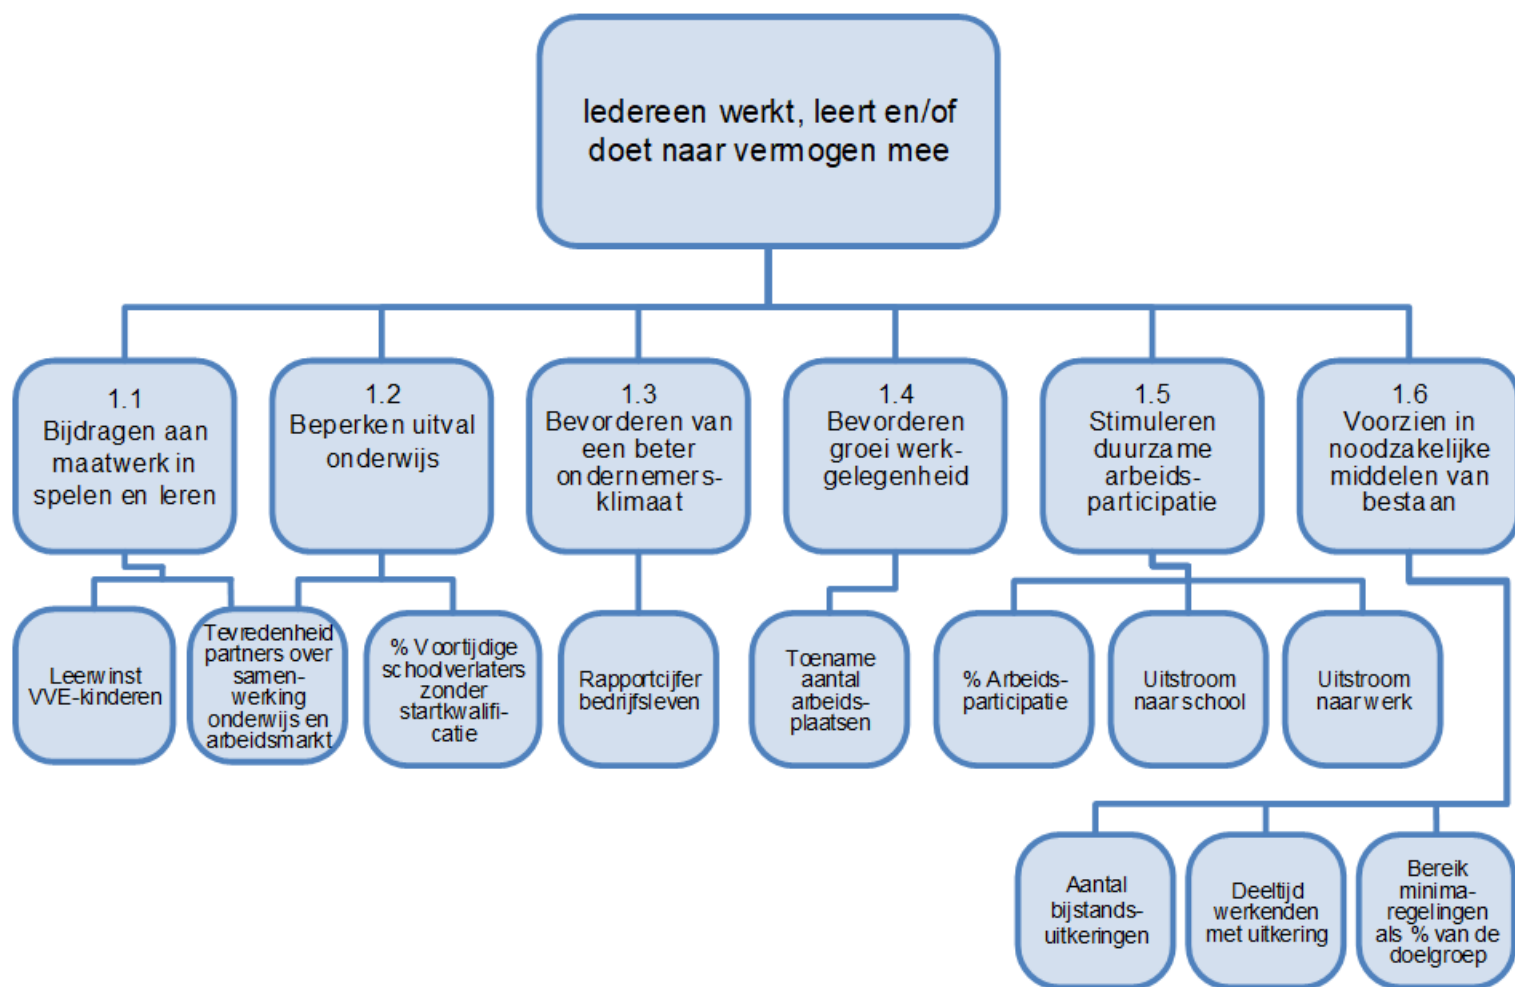 Iedereen werkt, leert en/of
doet naar vermogen mee
1.1
Bijdragen aan
maatwerk in
spelen en leren
1.2
Beperken uitval
onderwijs
1.3
Bevorderen van
een beter
ondernemers-
klimaat
1.4
Bevorderen
groei werk-
gelegenheid
1.5
Stimuleren
duurzame
arbeids-
participatie
1.6
Voorzien in
noodzakelijke
middelen van
bestaan
Leerwinst
VVE-kinderen
Tevredenheid
partners over
samen-
werking
onderwijs en
arbeidsmarkt
% Voortijdige
schoolverlaters
zonder
startkwalifi-
catie
Rapportcijfer
bedrijfsleven
Toename
aantal
arbeids-
plaatsen
% Arbeids-
participatie
Uitstroom
naar school
Uitstroom
naar werk
Aantal
bijstands-
uitkeringen
Deeltijd
werkenden
met uitkering
Bereik
minima-
regelingen
als % van de
doelgroep